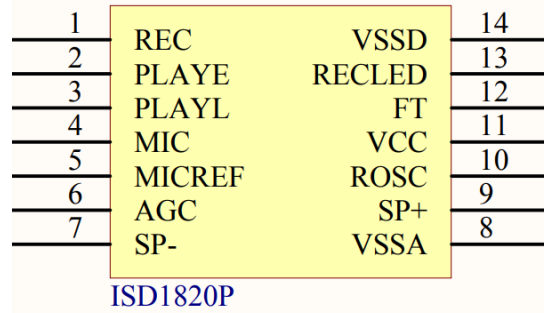 1 REC VSSD 14
2 PLAYE RECLED 13
3 PLAYL FT 12
4 MIC VCC 11
5 MICREF ROSC 10
6 AGC SP+ 9
7 SP- VSSA 8
ISD1820P